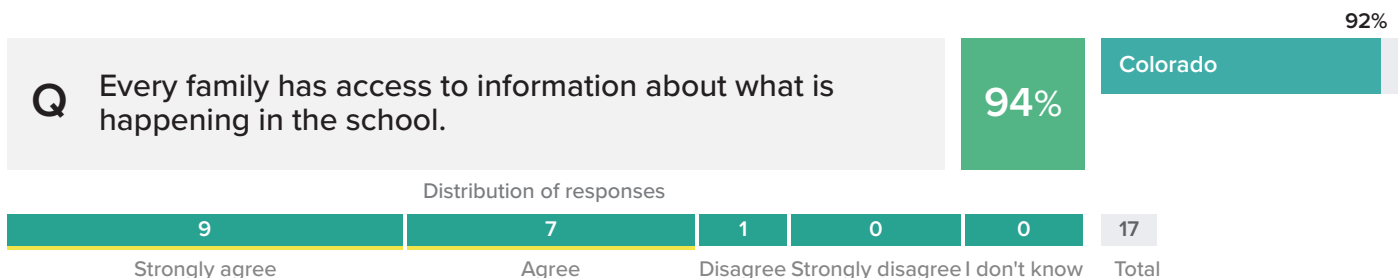 92%
Q
Every family has access to information about what is
happening in the school.
94%
Colorado
Distribution of responses
9 7 1 0 0 17
Strongly agree Agree Disagree Strongly disagree I don't know Total